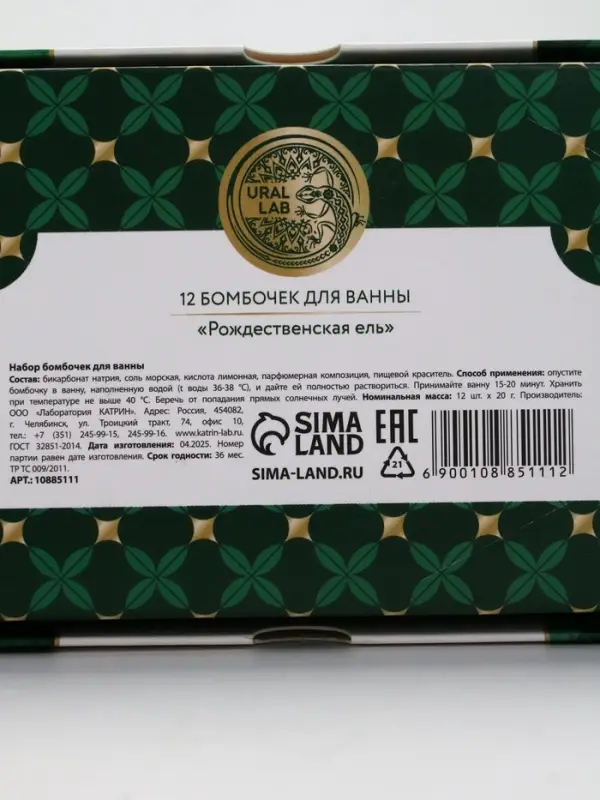 URAL
LAB
12 БОМБОЧЕК ДЛЯ ВАННЫ
«Рождественская ель»
Набор бомбочек для ванны
Состав: бикарбонат натрия, соль морская, кислота лимонная, парфюмерная композиция, пищевой краситель. Способ применения: опустите
бомбочку в ванну, наполненную водой (t воды 36-38 °С), и дайте ей полностью раствориться. Принимайте ванну 15-20 минут. Хранить
при температуре не выше 40 °С. Беречь от попадания прямых солнечных лучей. Номинальная масса: 12 шт. х 20 г. Производитель:
ООО «Лаборатория КАТРИН». Адрес: Россия, 454082,
г. Челябинск, ул. Троицкий тракт, 74, офис 10,
тел.: +7 (351) 245-99-15, 245-99-16. www.katrin-lab.ru.
ГОСТ 32851-2014. Дата изготовления: 04.2025. Номер
партии равен дате изготовления. Срок годности: 36 мес.
ТР ТС 009/2011.
АРТ.: 10885111
SIMA
LAND
SIMA-LAND.RU
EAC
21
6 900108 851112